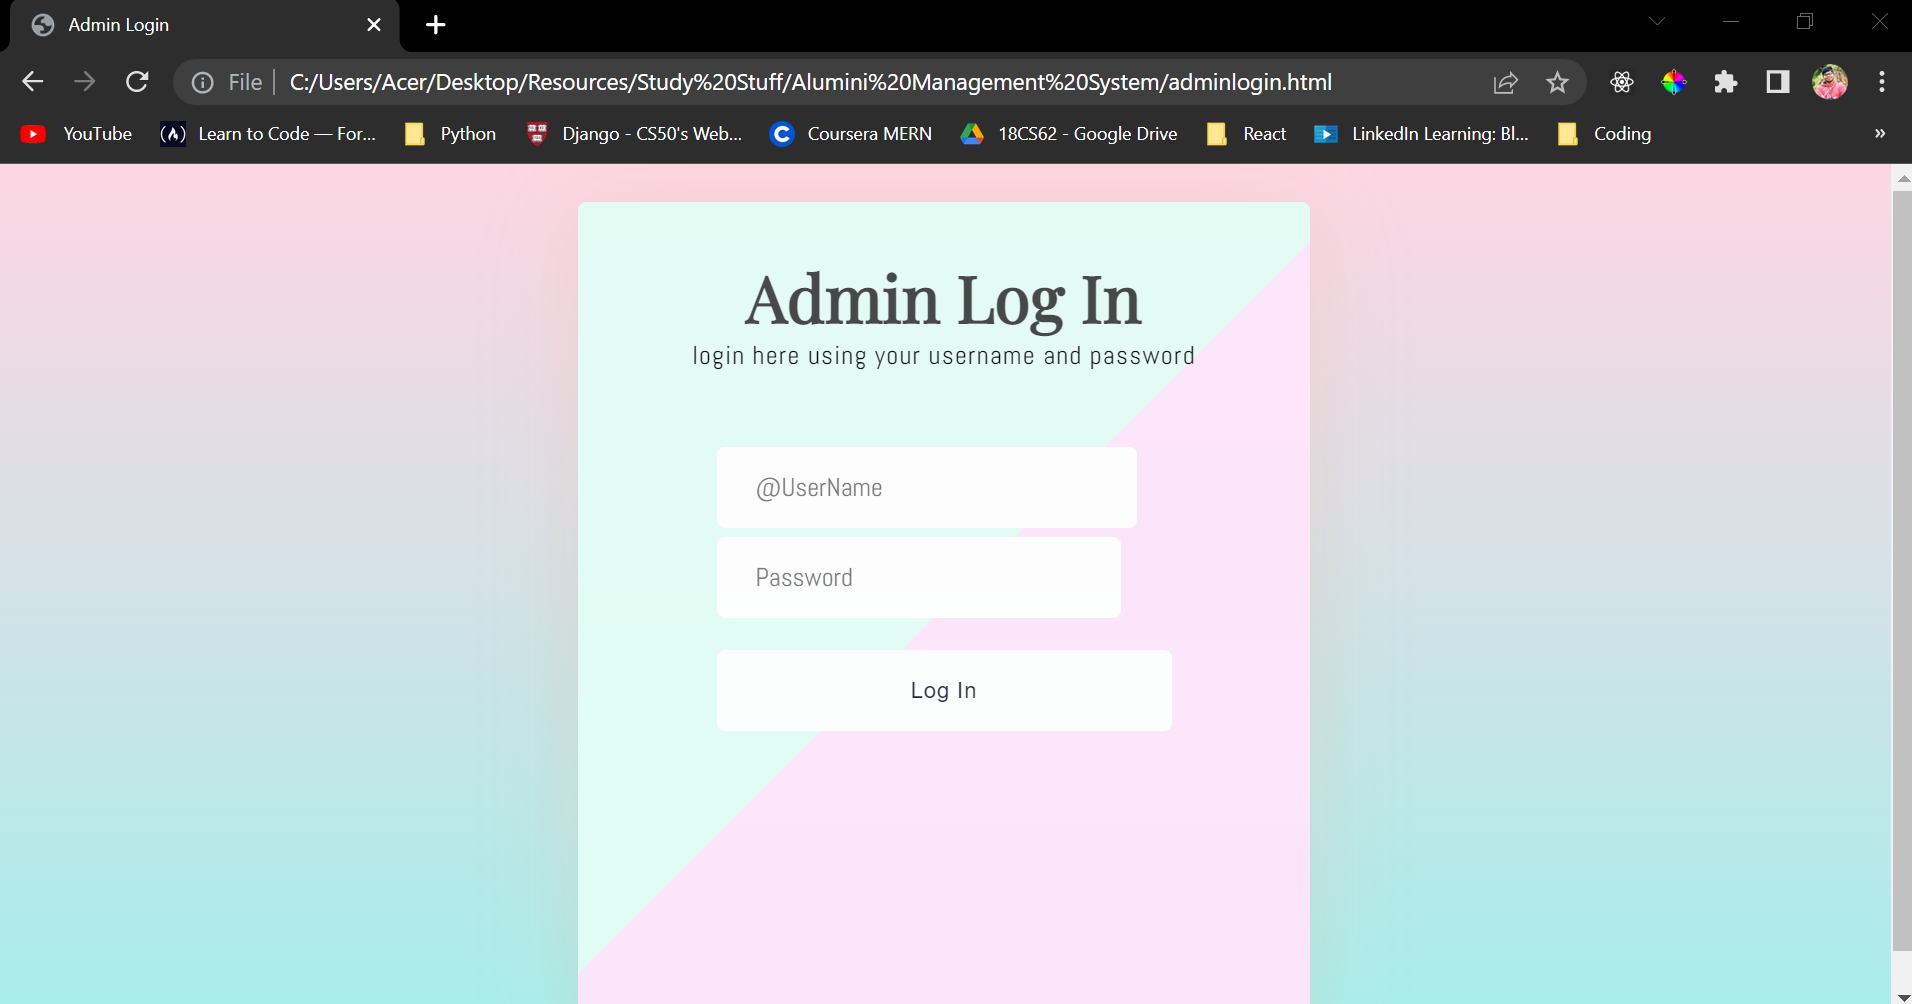 Admin Login
File C:/Users/Acer/Desktop/Resources/Study%20Stuff/Alumini%20Management%20System/adminlogin.html
YouTube (A) Learn to Code — For... Python Django - CS50's Web... C Coursera MERN 18CS62 - Google Drive React LinkedIn Learning: Bl... Coding »
Admin Log In
login here using your username and password
@UserName
Password
Log In